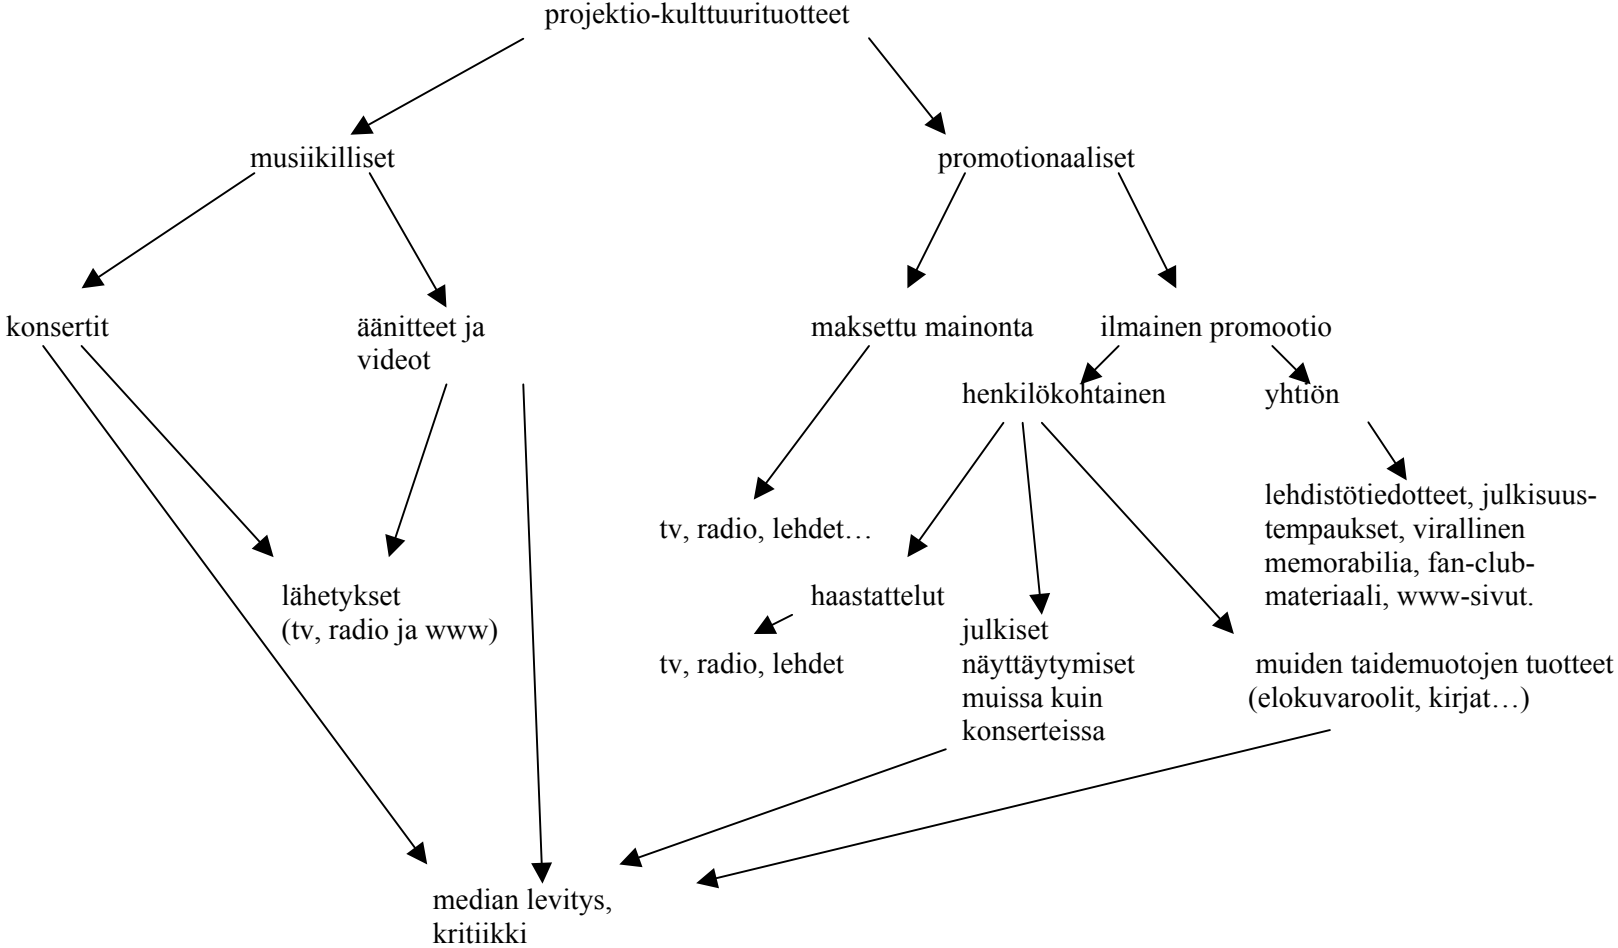 projektio-kulttuurituotteet
musiikilliset
promotionaaliset
konsertit
äänitteet ja
videot
maksettu mainonta
ilmainen promootio
henkilökohtainen
yhtiön
tv, radio, lehdet…
lehdistötiedotteet, julkisuus-
tempaukset, virallinen
memorabilia, fan-club-
materiaali, www-sivut.
lähetykset
(tv, radio ja www)
haastattelut
tv, radio, lehdet
julkiset
näyttäytymiset
muissa kuin
konserteissa
muiden taidemuotojen tuotteet
(elokuvaroolit, kirjat…)
median levitys,
kritiikki